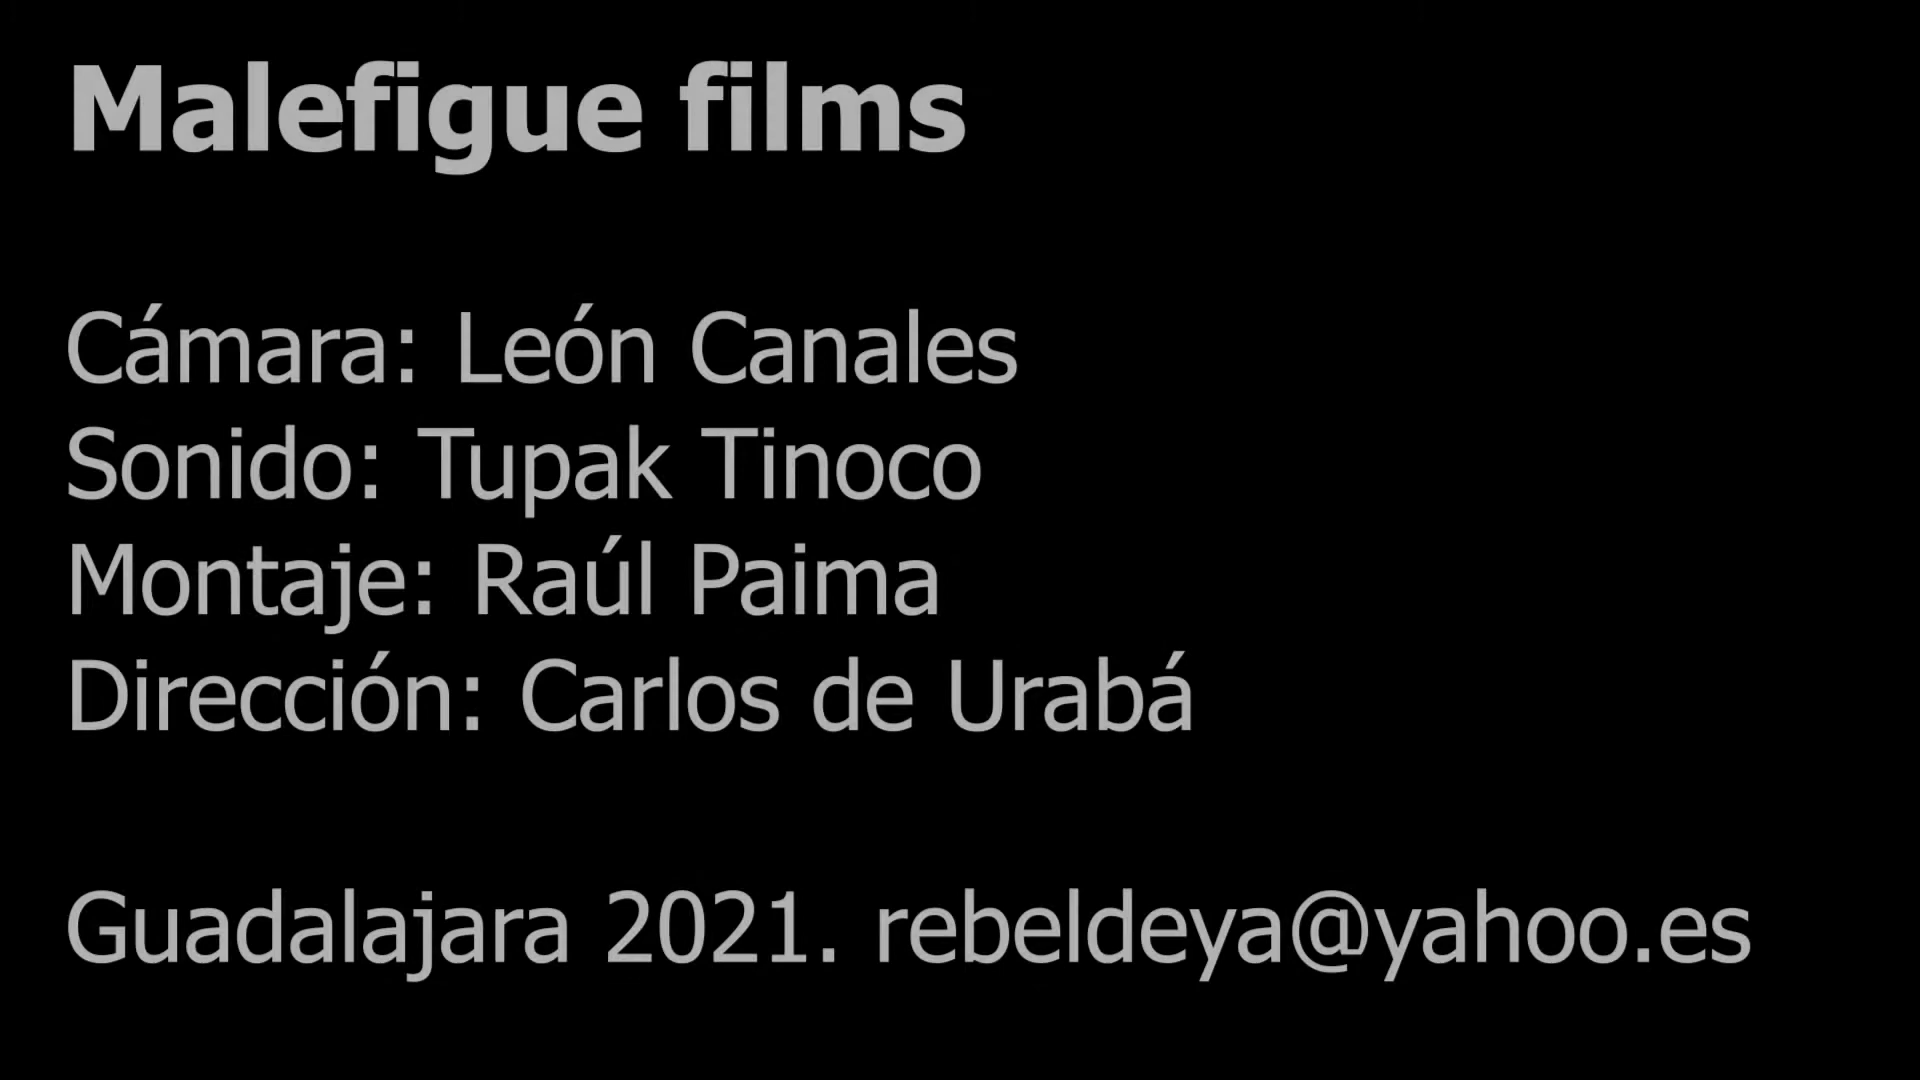 Malefigue films
Cámara: León Canales
Sonido: Tupak Tinoco
Montaje: Raúl Paima
Dirección: Carlos de Urabá
Guadalajara 2021. rebeldeya@yahoo.es